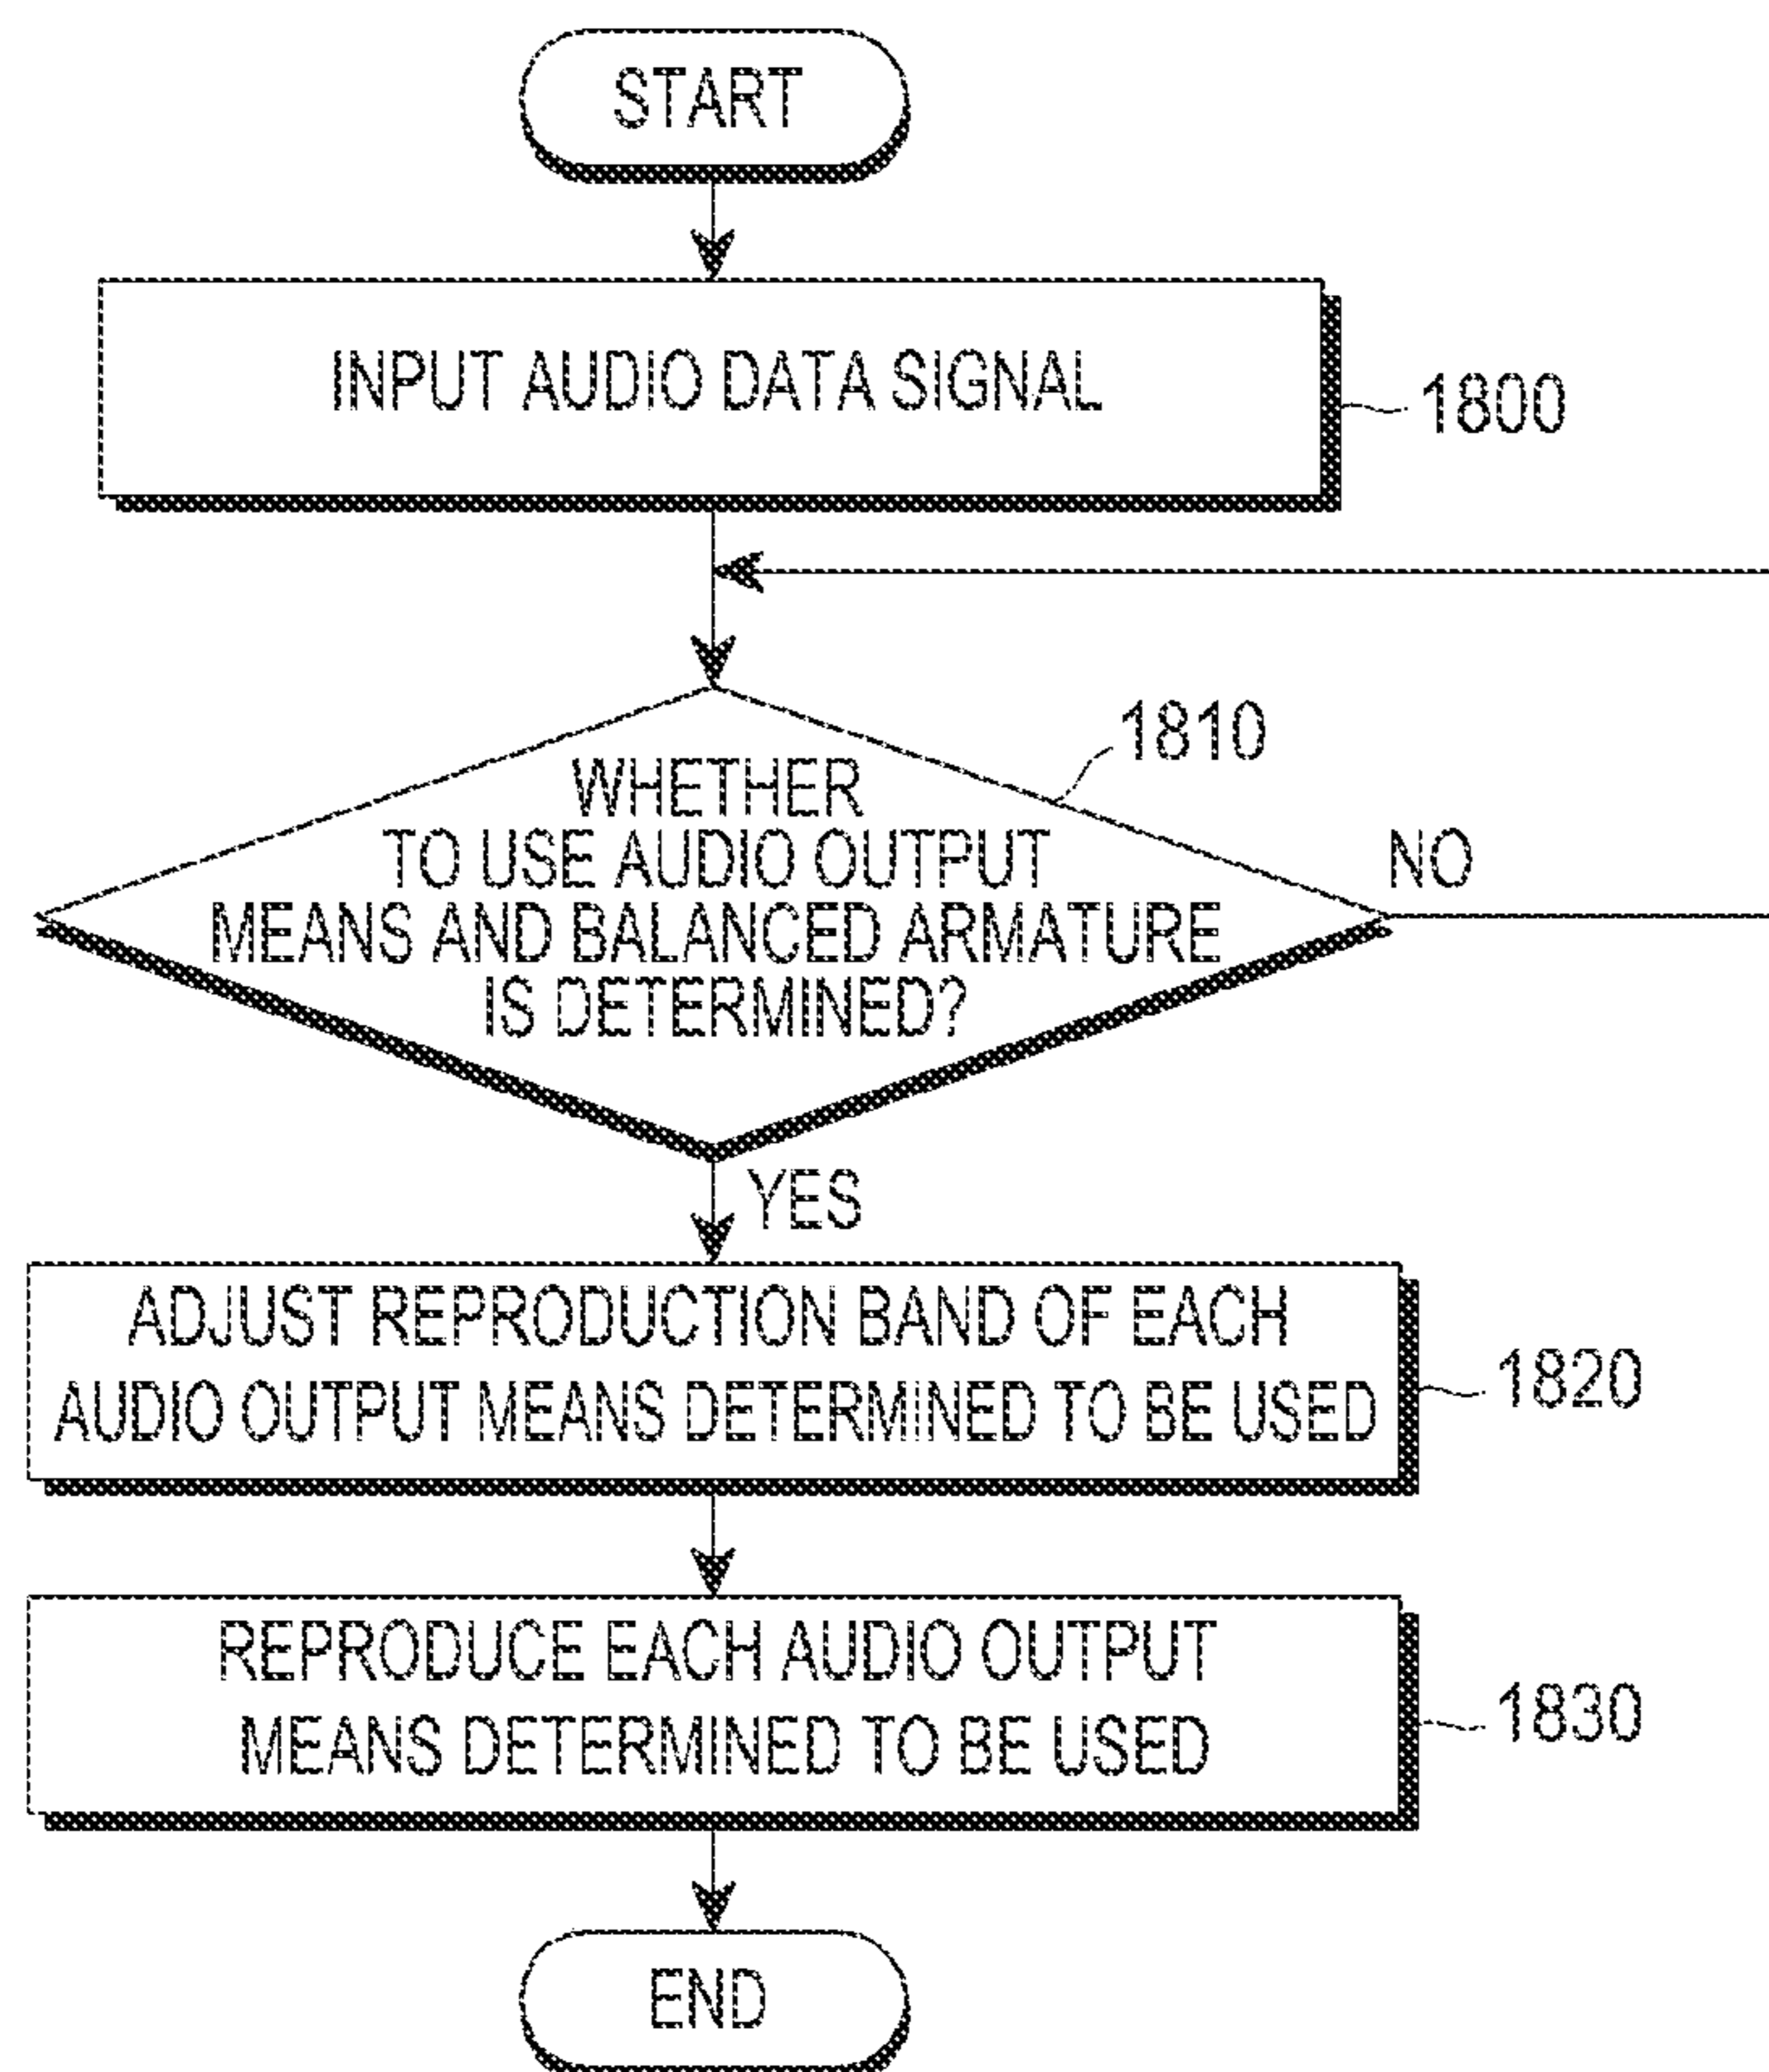 START
INPUT AUDIO DATA SIGNAL
1800
1810
WHETHER
TO USE AUDIO OUTPUT
MEANS AND BALANCED ARMATURE
IS DETERMINED?
NO
YES
ADJUST REPRODUCTION BAND OF EACH
AUDIO OUTPUT MEANS DETERMINED TO BE USED
1820
REPRODUCE EACH AUDIO OUTPUT
MEANS DETERMINED TO BE USED
1830
END